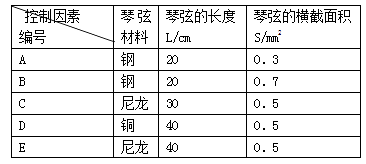 控制因素 琴弦 琴弦的长度 琴弦的横截面积
编号 材料 L/cm S/mm²
A 钢 20 0.3
B 钢 20 0.7
C 尼龙 30 0.5
D 铜 40 0.5
E 尼龙 40 0.5